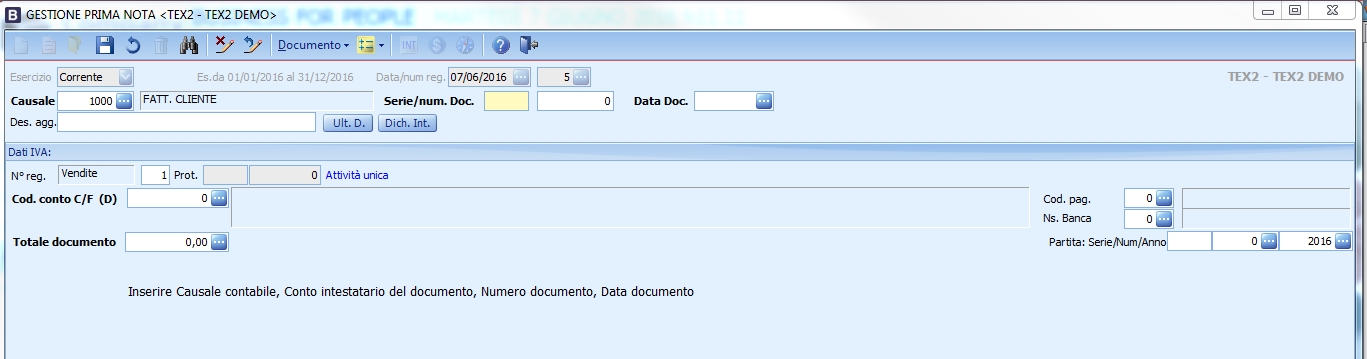 B GESTIONE PRIMA NOTA <TEX2 - TEX2 DEMO>
Documento INT $ ?
Esercizio Corrente Es.da 01/01/2016 al 31/12/2016 Data/num reg. 07/06/2016 5 TEX2 - TEX2 DEMO
Causale 1000 FATT. CLIENTE Serie/num. Doc. 0 Data Doc.
Des. agg. Ult. D. Dich. Int.
Dati IVA:
N° reg. Vendite 1 Prot. 0 Attività unica
Cod. conto C/F (D) 0 Cod. pag. 0
Ns. Banca 0
Totale documento 0,00 Partita: Serie/Num/Anno 0 2016
Inserire Causale contabile, Conto intestatario del documento, Numero documento, Data documento